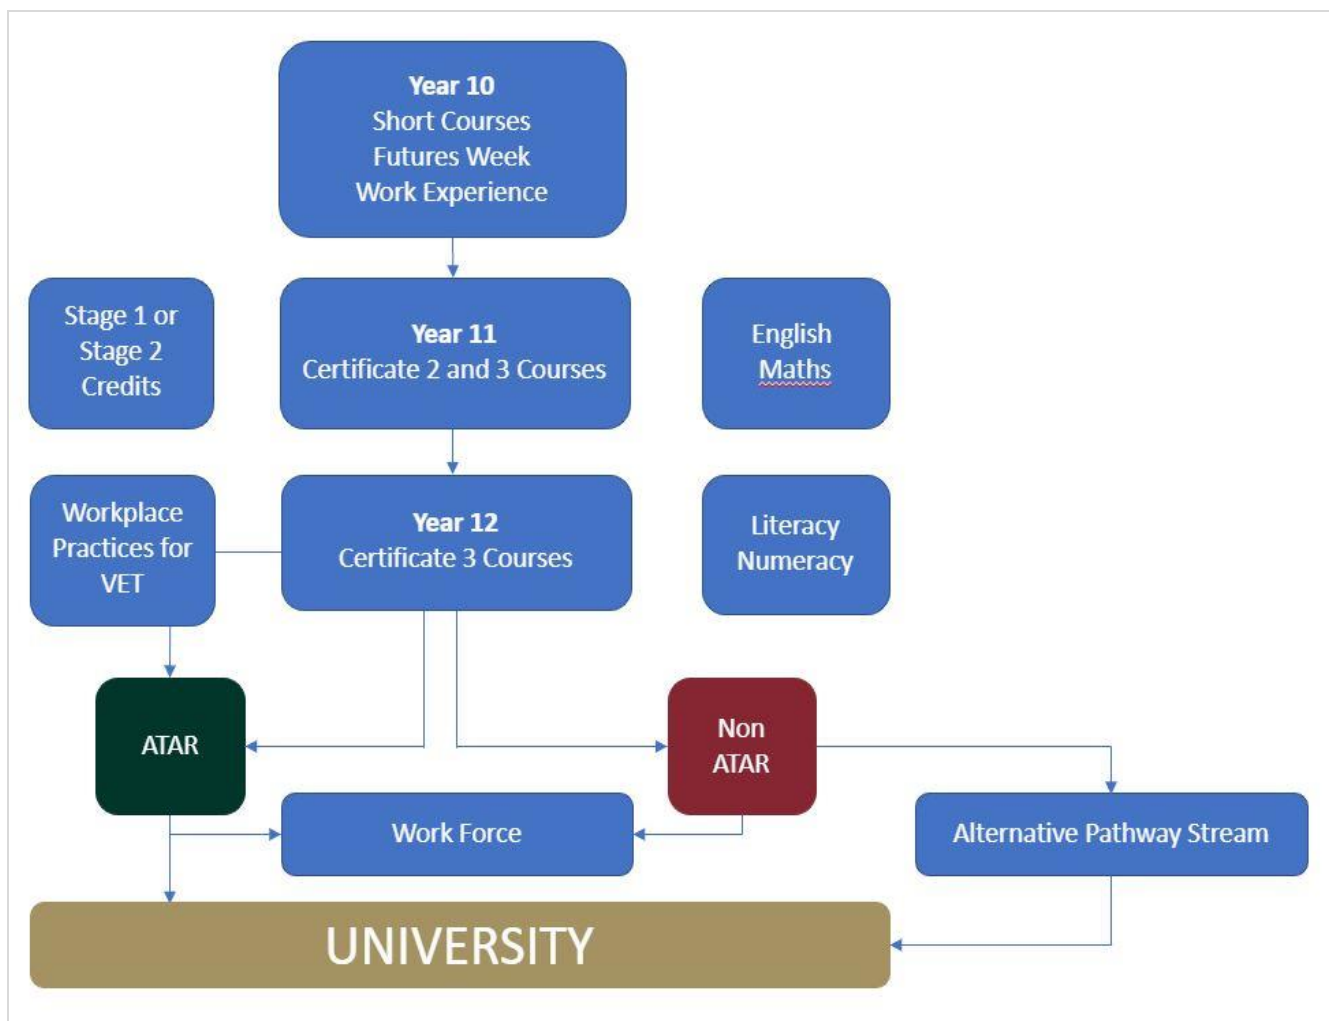 Year 10
Short Courses
Futures Week
Work Experience
Stage 1 or
Stage 2
Credits
Year 11
Certificate 2 and 3 Courses
English
Maths
Workplace
Practices for
VET
Year 12
Certificate 3 Courses
Literacy
Numeracy
ATAR
Non
ATAR
Work Force
Alternative Pathway Stream
UNIVERSITY